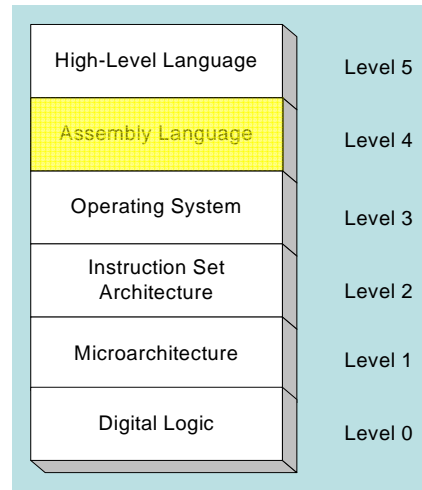 High-Level Language Level 5
Assembly Language Level 4
Operating System Level 3
Instruction Set
Architecture Level 2
Microarchitecture Level 1
Digital Logic Level 0